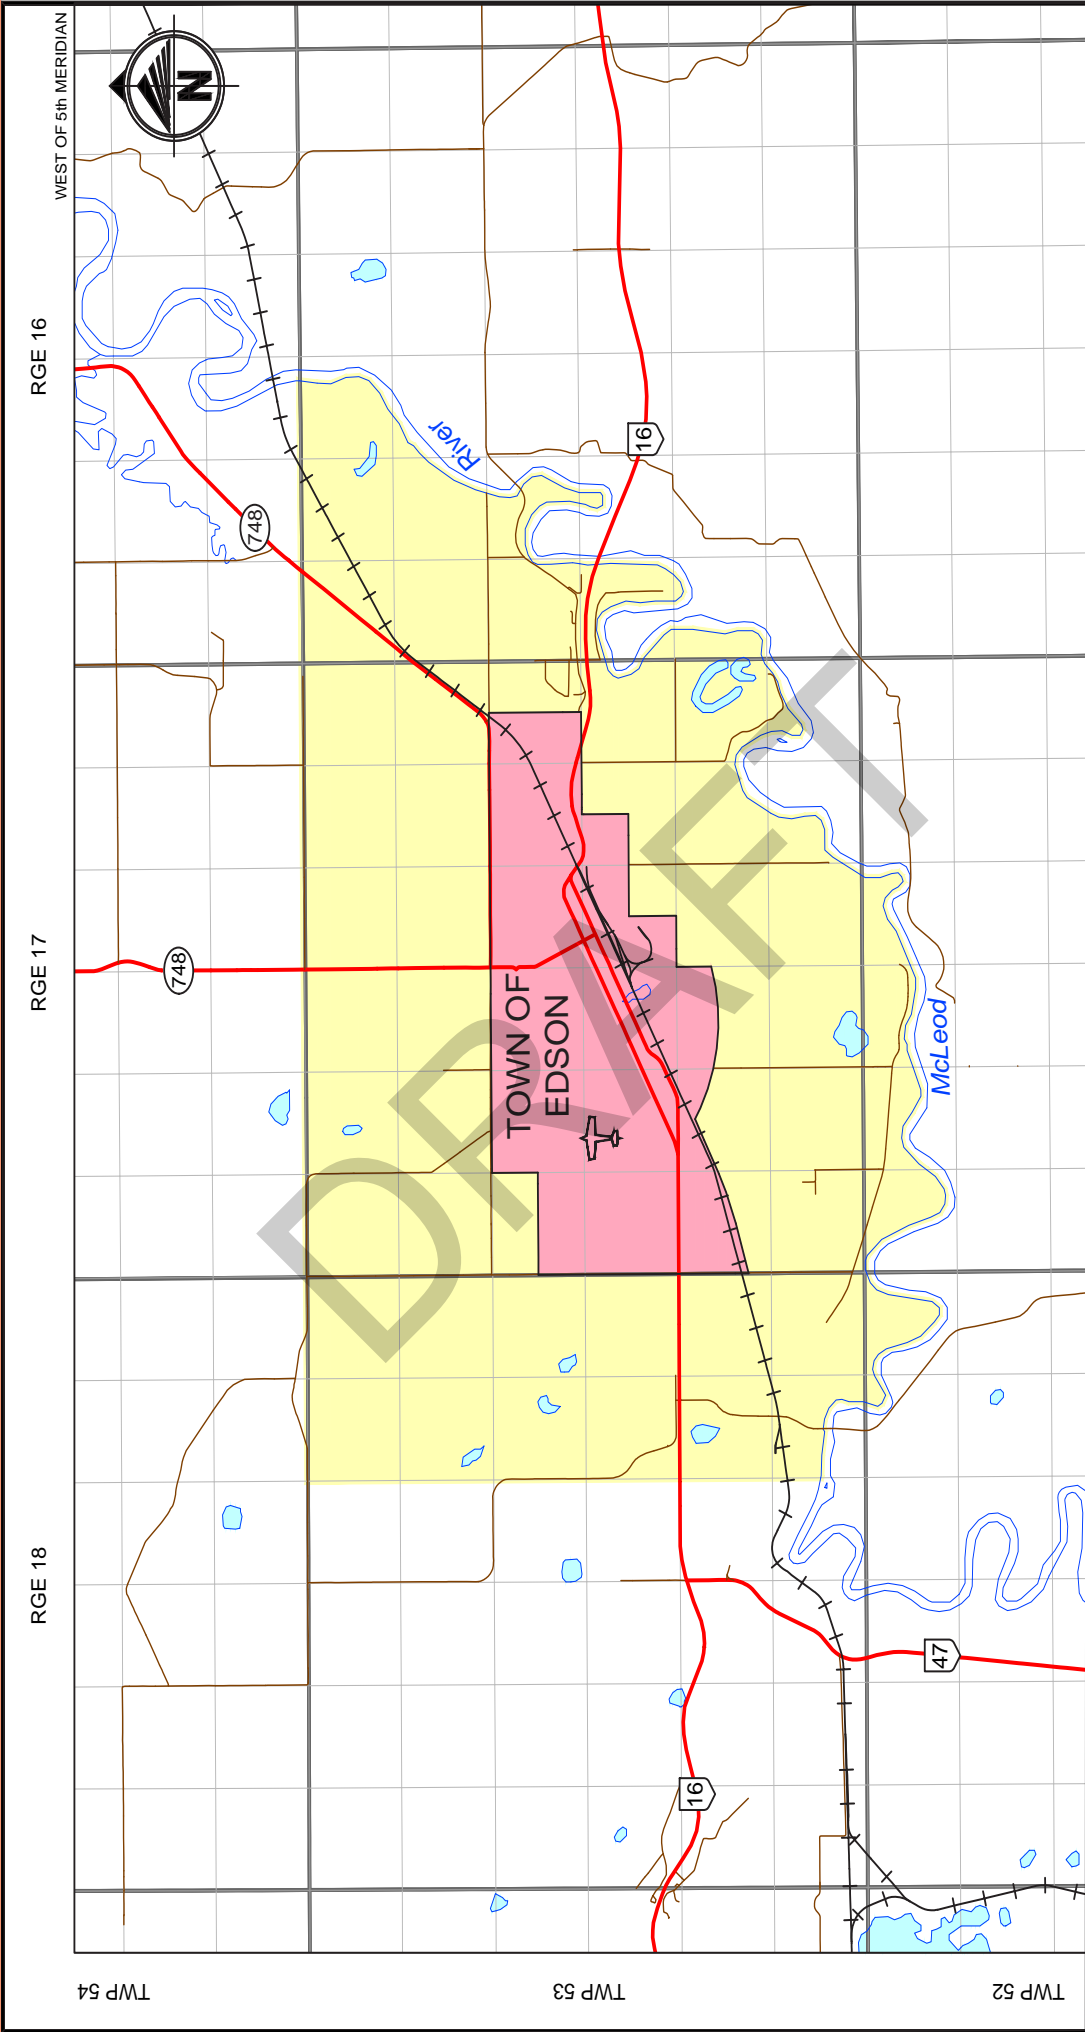 WEST OF 5th MERIDIAN
RGE 18
RGE 17
RGE 16
TWP 54
TWP 53
TWP 52
N
748
748
16
16
47
River
McLeod
TOWN OF
EDSON
DRAFT